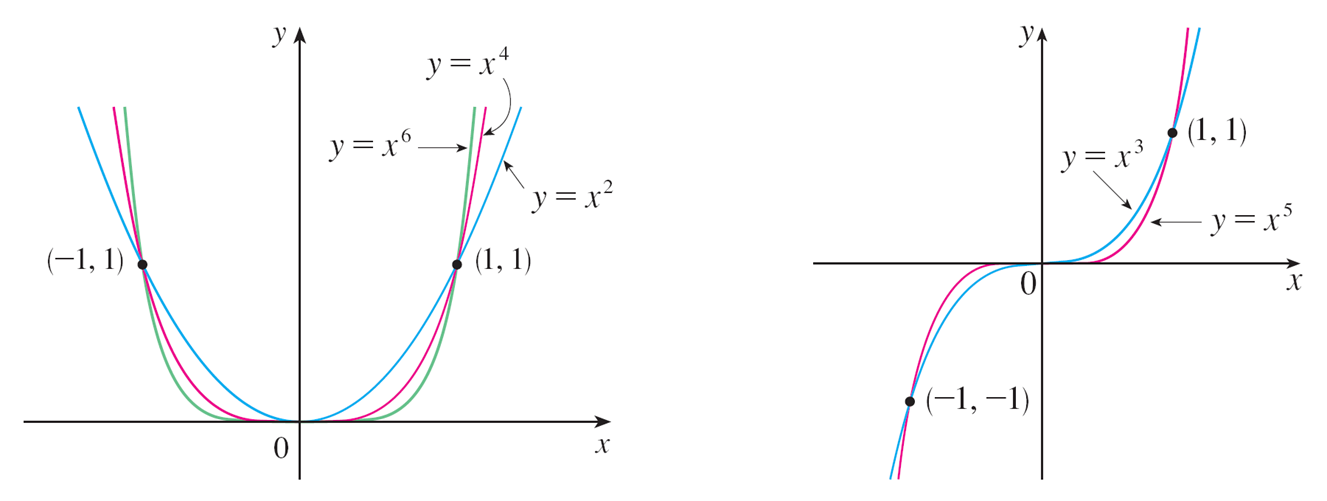 y
y = x⁴
y = x⁶
y = x²
(−1, 1)
(1, 1)
0
x
y
(1, 1)
y = x³
y = x⁵
0
x
(−1, −1)